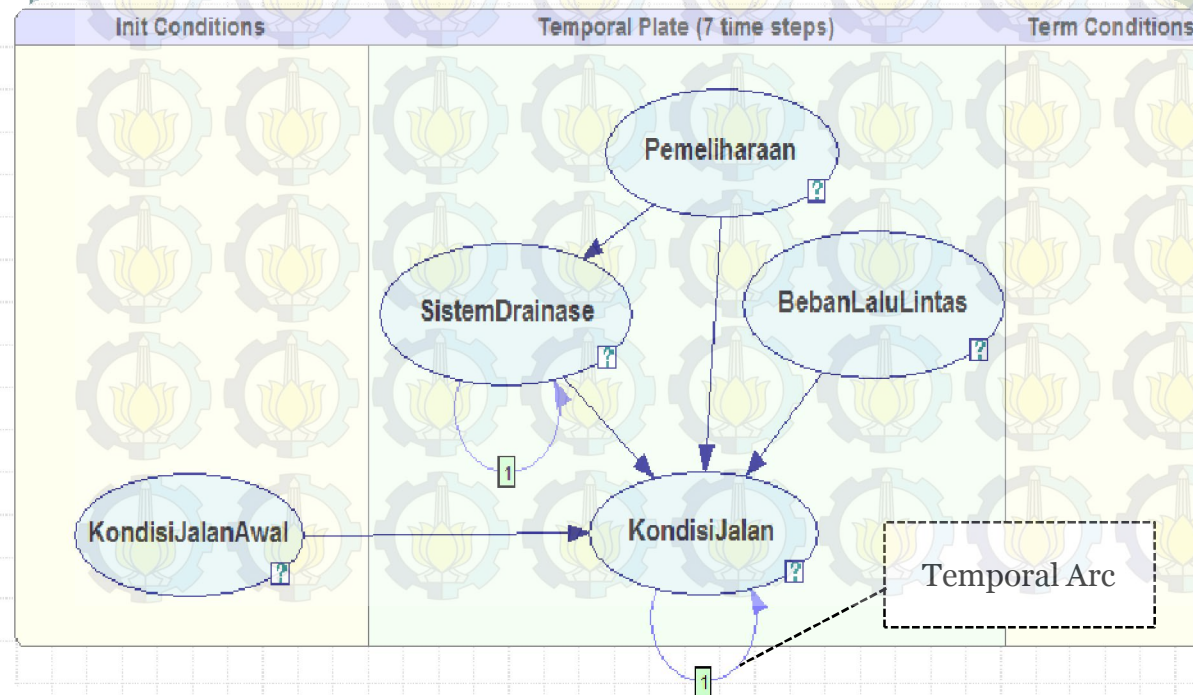 Init Conditions
Temporal Plate (7 time steps)
Term Conditions
Pemeliharaan
?
SistemDrainase
?
BebanLaluLintas
?
1
KondisiJalanAwal
?
KondisiJalan
?
Temporal Arc
1